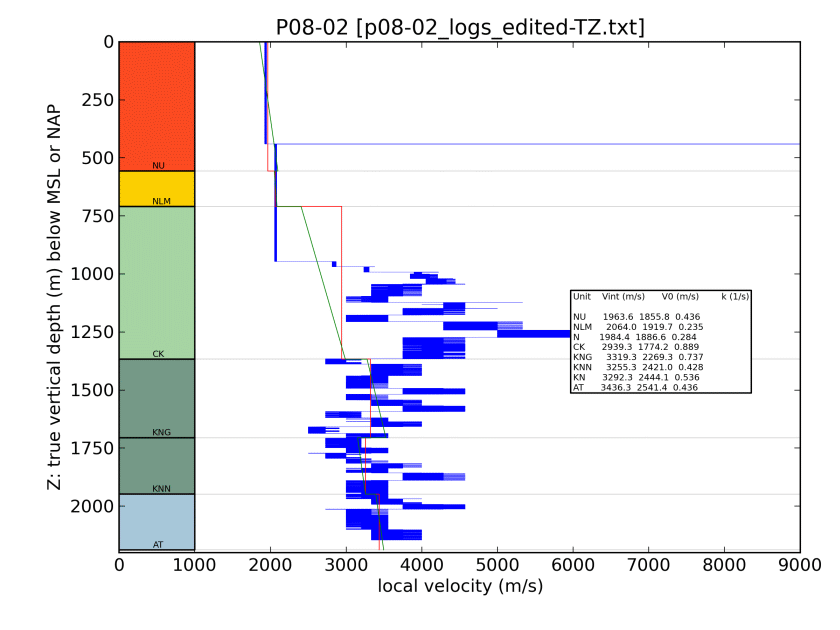 P08-02 [p08-02_logs_edited-TZ.txt]
Z: true vertical depth (m) below MSL or NAP
0
250
500
750
1000
1250
1500
1750
2000
NU
NLM
CK
KNG
KNN
AT
Unit Vint (m/s) V0 (m/s) k (1/s)
NU 1963.6 1855.8 0.436
NLM 2064.0 1919.7 0.235
N 1984.4 1886.6 0.284
CK 2939.3 1774.2 0.889
KNG 3319.3 2269.3 0.737
KNN 3255.3 2421.0 0.428
KN 3292.3 2444.1 0.536
AT 3436.3 2541.4 0.436
0 1000 2000 3000 4000 5000 6000 7000 8000 9000
local velocity (m/s)